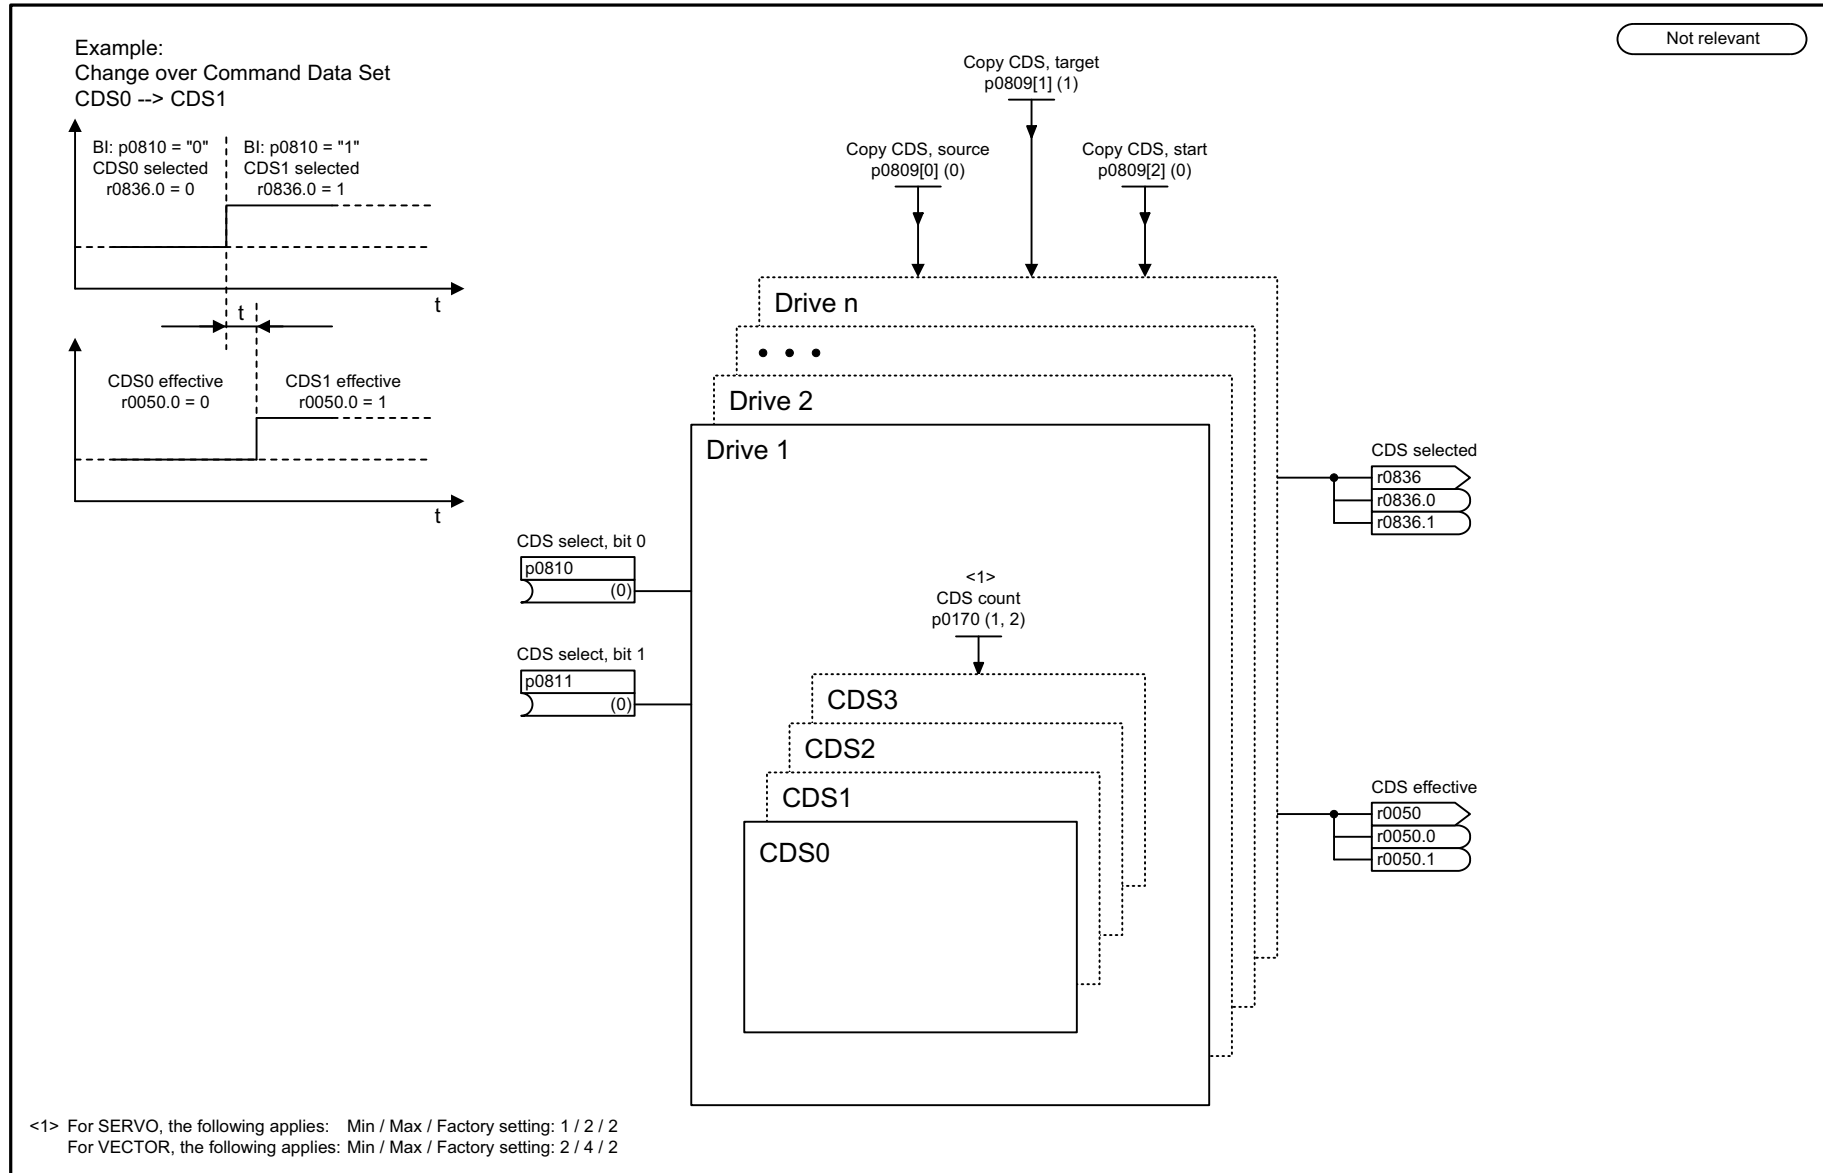 Example:
Change over Command Data Set
CDS0 --> CDS1
BI: p0810 = "0"
CDS0 selected
r0836.0 = 0
BI: p0810 = "1"
CDS1 selected
r0836.0 = 1
t
t
CDS0 effective
r0050.0 = 0
CDS1 effective
r0050.0 = 1
t
Not relevant
Copy CDS, target
p0809[1] (1)
Copy CDS, source
p0809[0] (0)
Copy CDS, start
p0809[2] (0)
Drive n
• • •
Drive 2
Drive 1
CDS select, bit 0
p0810
(0)
CDS select, bit 1
p0811
(0)
<1>
CDS count
p0170 (1, 2)
CDS3
CDS2
CDS1
CDS0
CDS selected
r0836
r0836.0
r0836.1
CDS effective
r0050
r0050.0
r0050.1
<1> For SERVO, the following applies: Min / Max / Factory setting: 1 / 2 / 2
For VECTOR, the following applies: Min / Max / Factory setting: 2 / 4 / 2